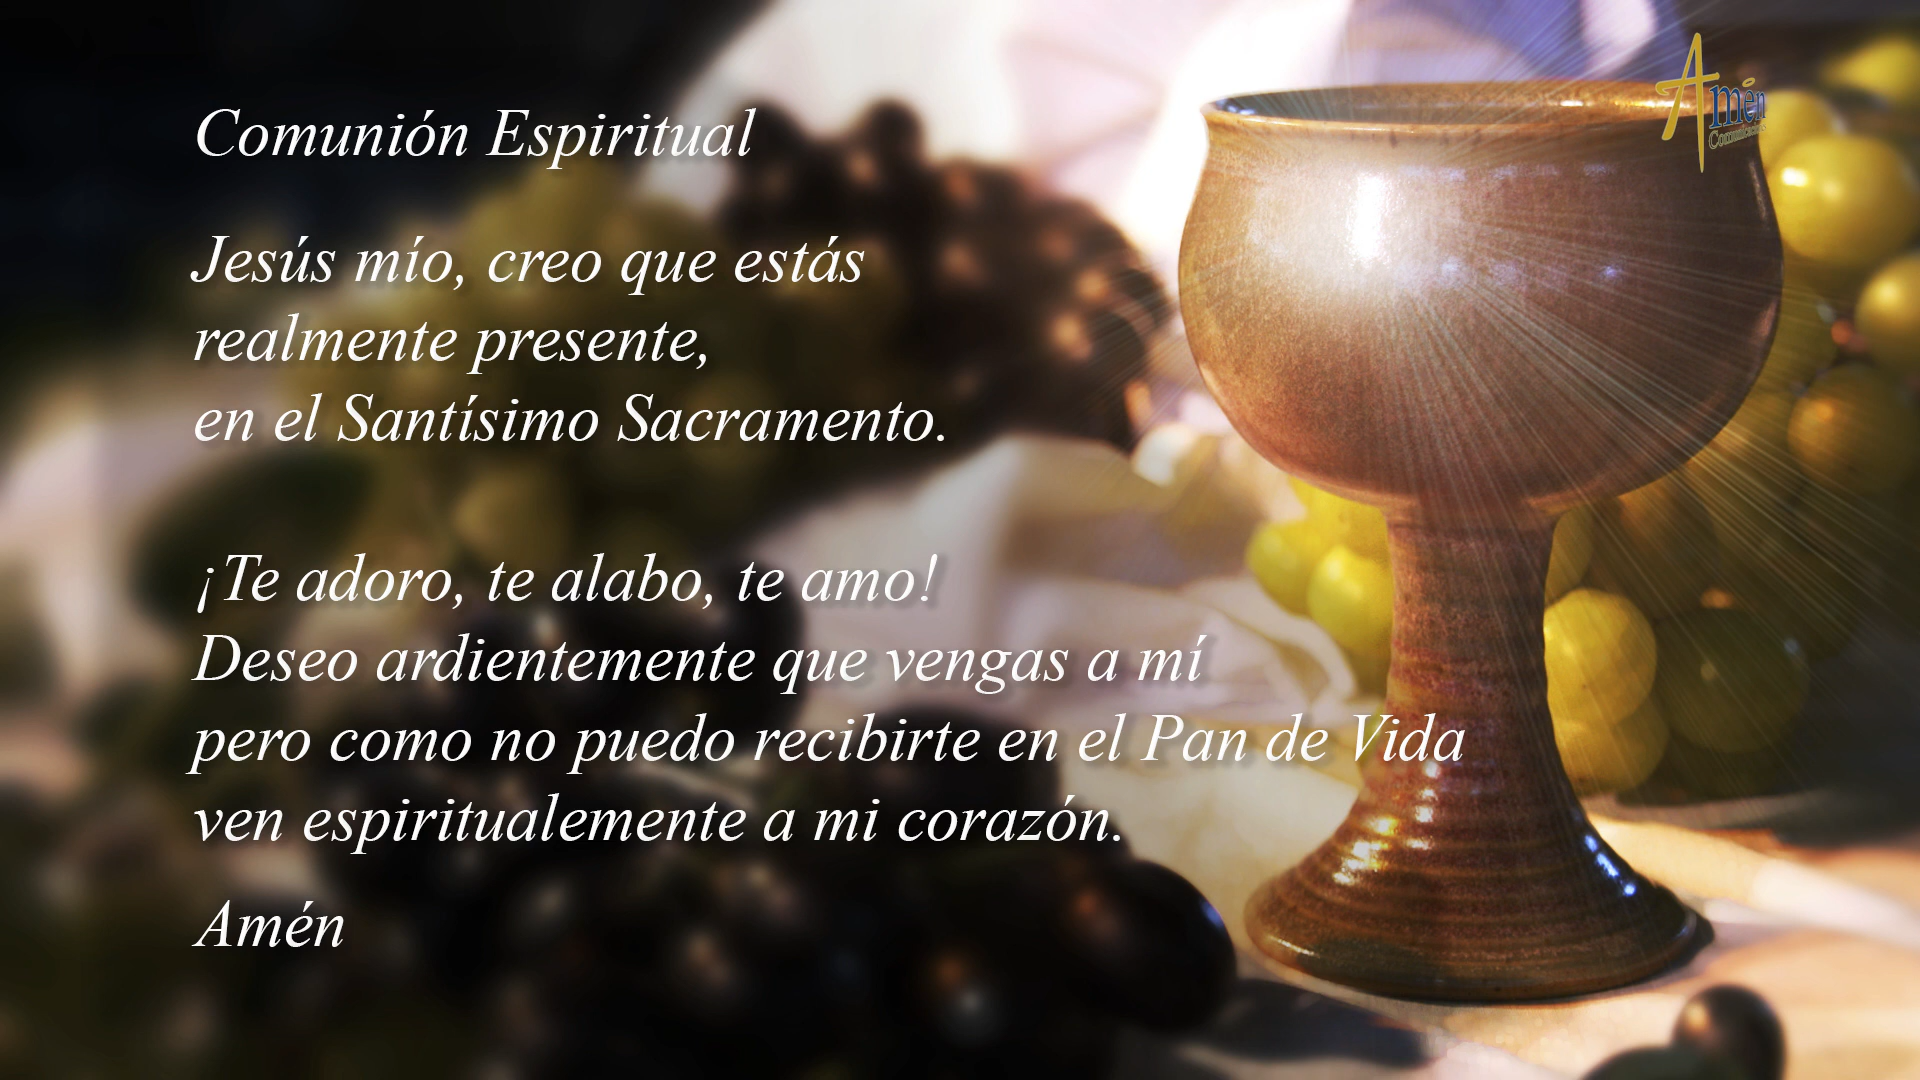 Comunión Espiritual
Jesús mío, creo que estás
realmente presente,
en el Santísimo Sacramento.
¡Te adoro, te alabo, te amo!
Deseo ardientemente que vengas a mí
pero como no puedo recibirte en el Pan de Vida
ven espiritualemente a mi corazón.
Amén
Amén